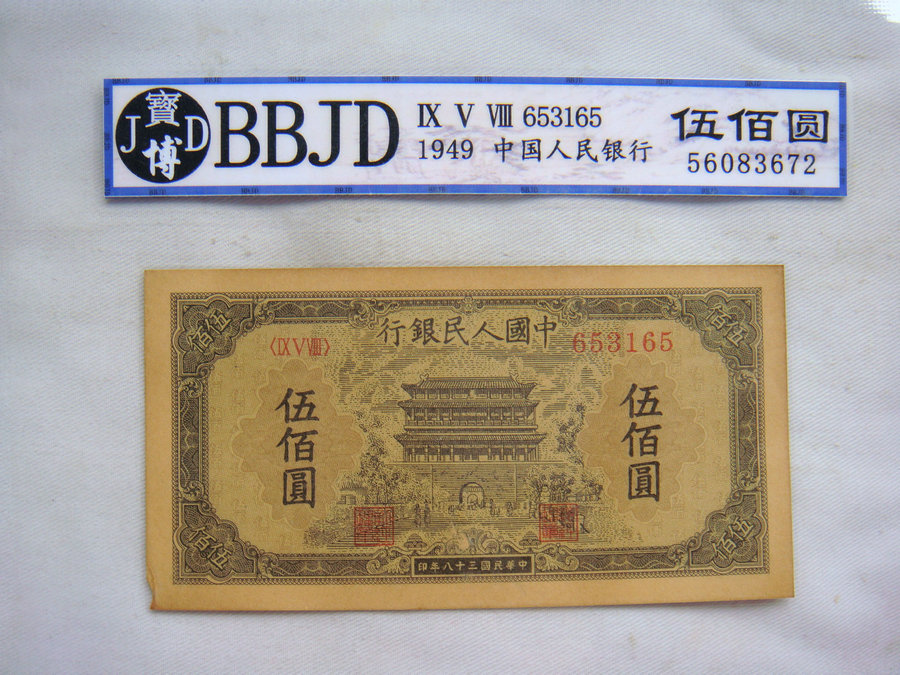 寳
J D
博
BBJD
IX V VIII 653165
1949 中国人民银行
伍佰圆
56083672
行銀民人國中
〈IX V VIII〉
653165
伍佰
伍佰
伍佰圓
伍佰圓
伍佰
伍佰
印年八十三國民華中